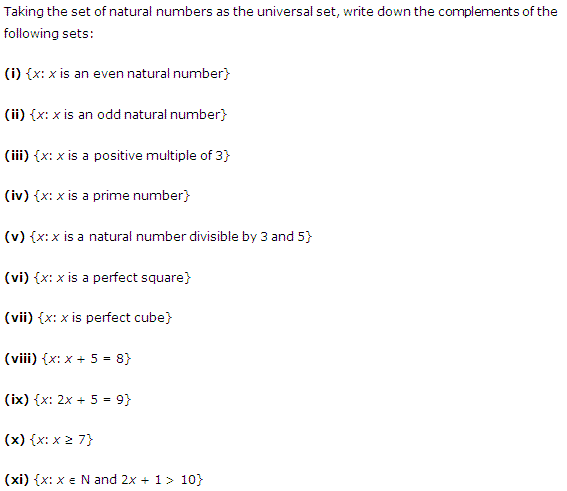 Taking the set of natural numbers as the universal set, write down the complements of the
following sets:
(i) {x: x is an even natural number}
(ii) {x: x is an odd natural number}
(iii) {x: x is a positive multiple of 3}
(iv) {x: x is a prime number}
(v) {x: x is a natural number divisible by 3 and 5}
(vi) {x: x is a perfect square}
(vii) {x: x is perfect cube}
(viii) {x: x + 5 = 8}
(ix) {x: 2x + 5 = 9}
(x) {x: x ≥ 7}
(xi) {x: x ∈ N and 2x + 1 > 10}